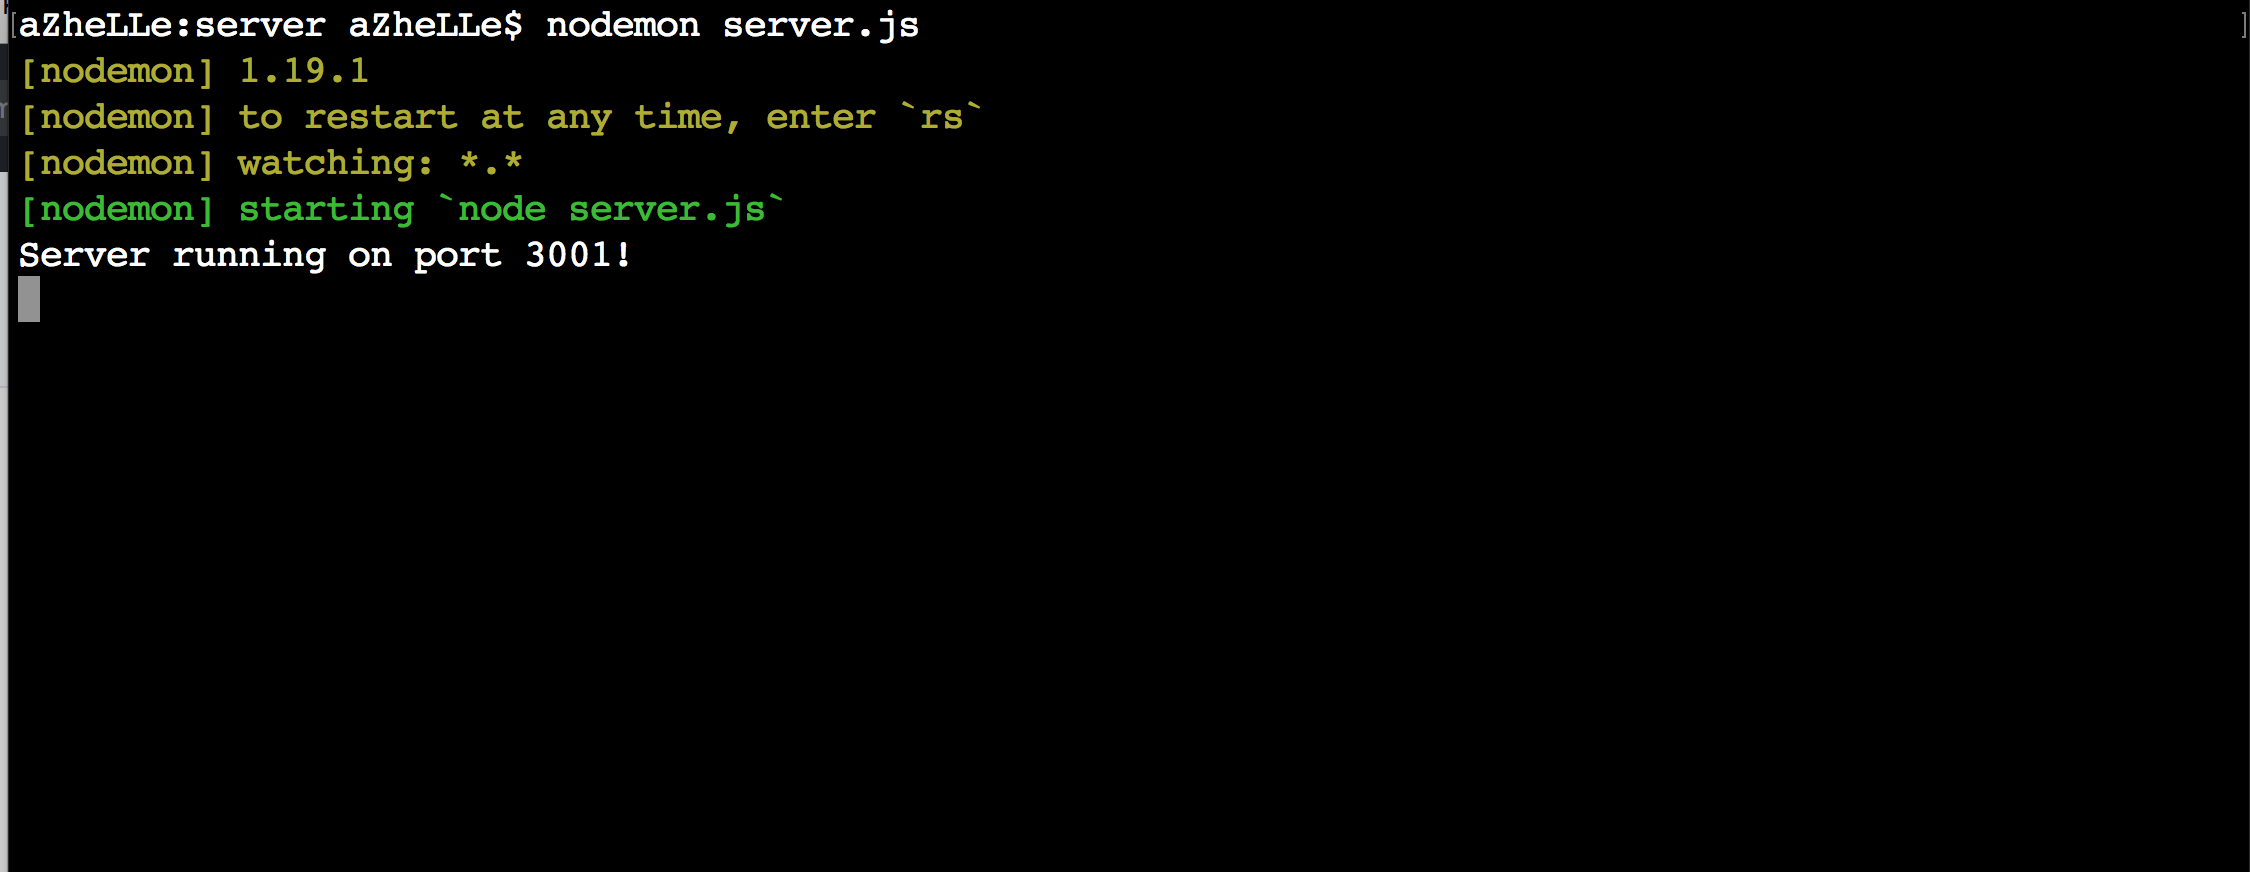 aZheLLe:server aZheLLe$ nodemon server.js
[nodemon] 1.19.1
[nodemon] to restart at any time, enter `rs`
[nodemon] watching: *.*
[nodemon] starting `node server.js`
Server running on port 3001!